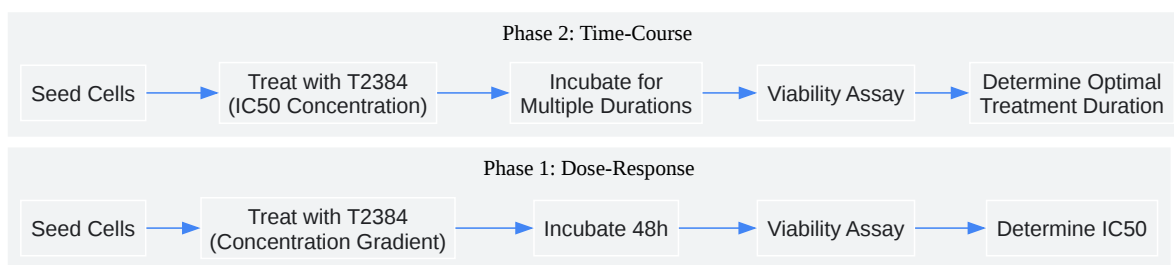 Phase 2: Time-Course
Seed Cells
Treat with T2384
(IC50 Concentration)
Incubate for
Multiple Durations
Viability Assay
Determine Optimal
Treatment Duration
Phase 1: Dose-Response
Seed Cells
Treat with T2384
(Concentration Gradient)
Incubate 48h
Viability Assay
Determine IC50